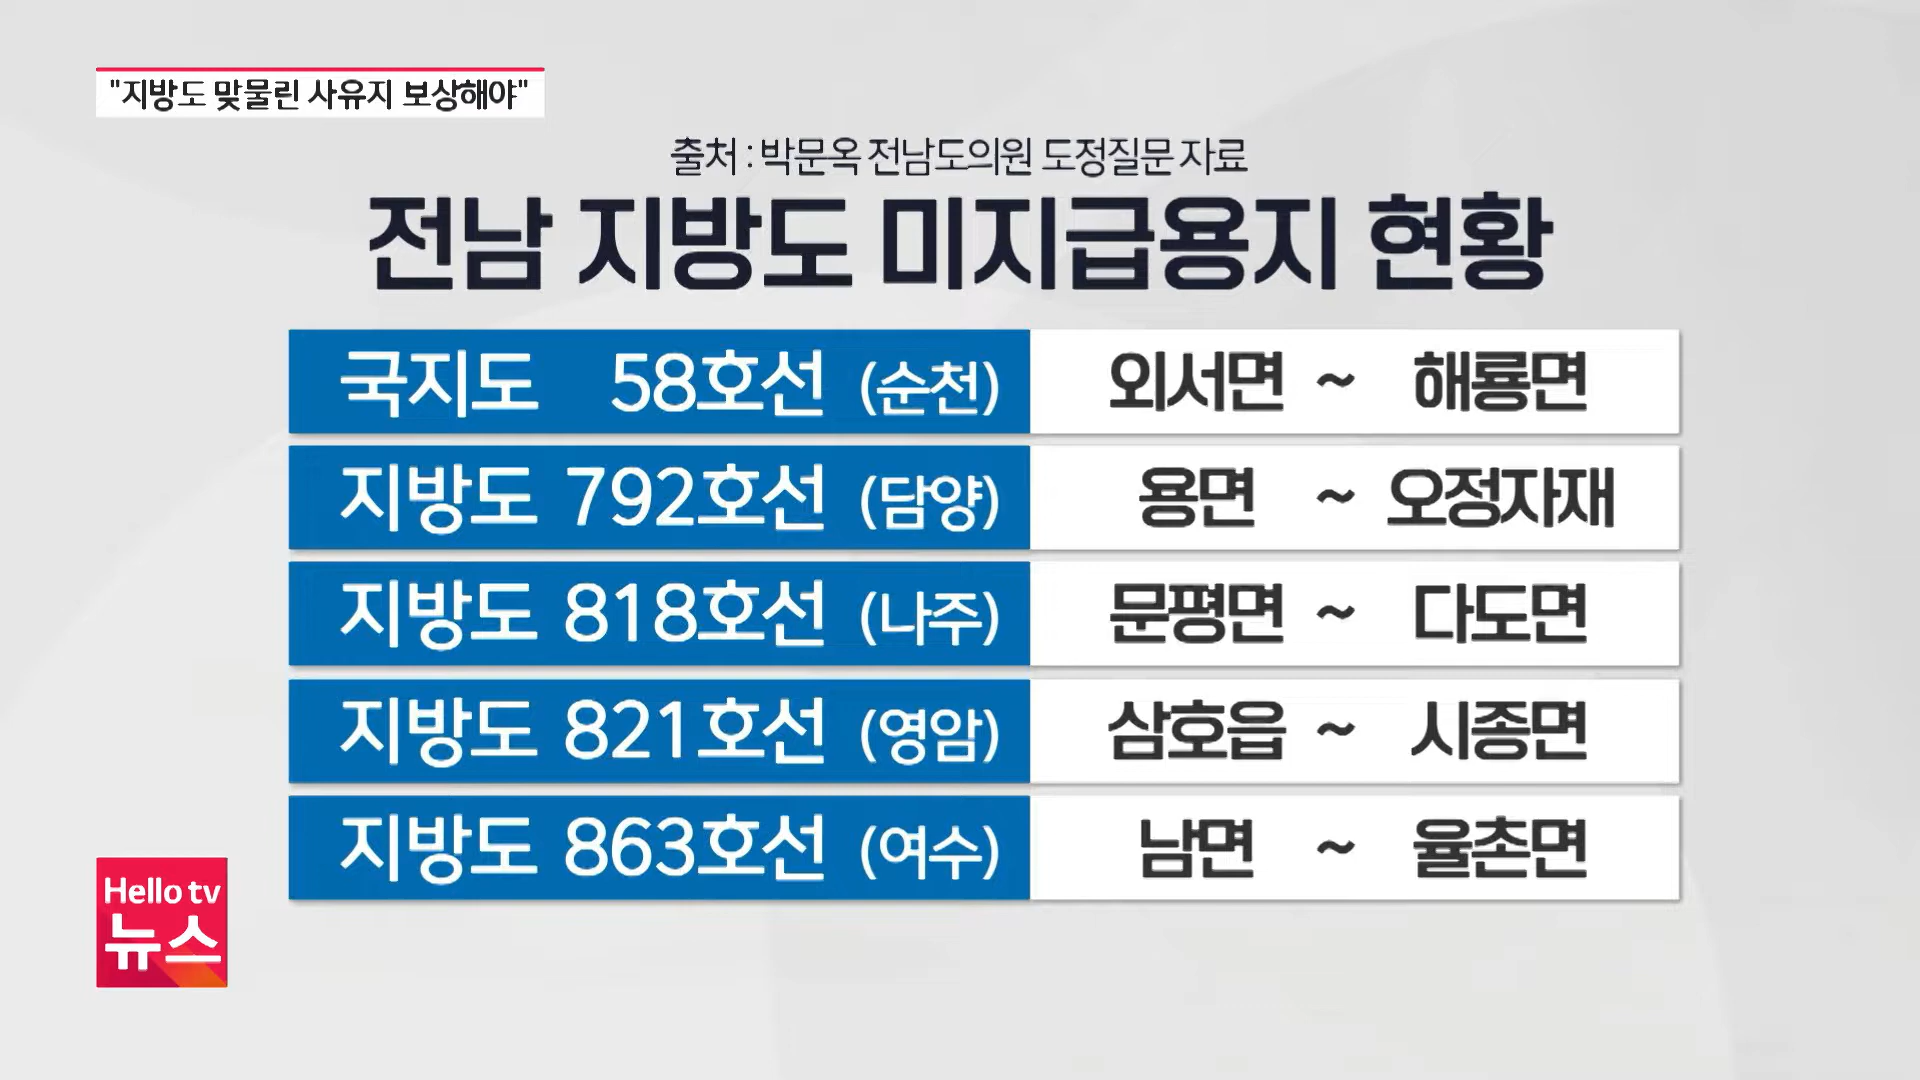 "지방도 맞물린 사유지 보상해야"
출처 : 박문옥 전남도의원 도정질문 자료
전남 지방도 미지급용지 현황
국지도 58호선 (순천) 외서면 ~ 해룡면
지방도 792호선 (담양) 용면 ~ 오정자재
지방도 818호선 (나주) 문평면 ~ 다도면
지방도 821호선 (영암) 삼호읍 ~ 시종면
지방도 863호선 (여수) 남면 ~ 율촌면
Hello tv
뉴스